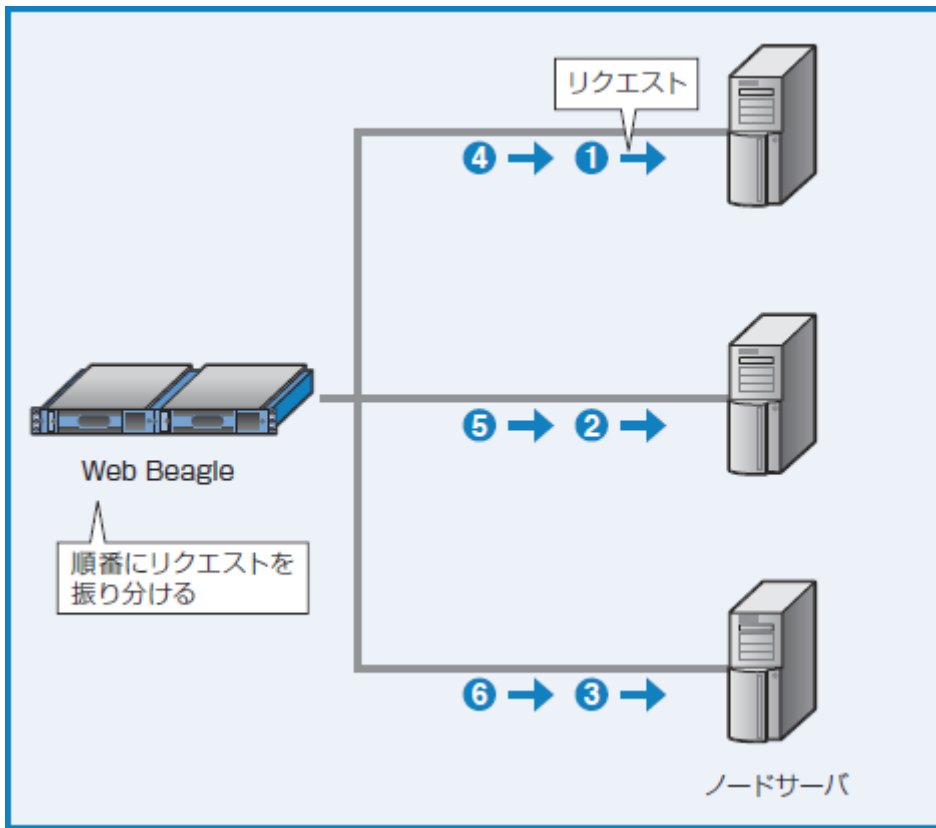 リクエスト
④ ➡ ① ➡
⑤ ➡ ② ➡
Web Beagle
順番にリクエストを
振り分ける
⑥ ➡ ③ ➡
ノードサーバ